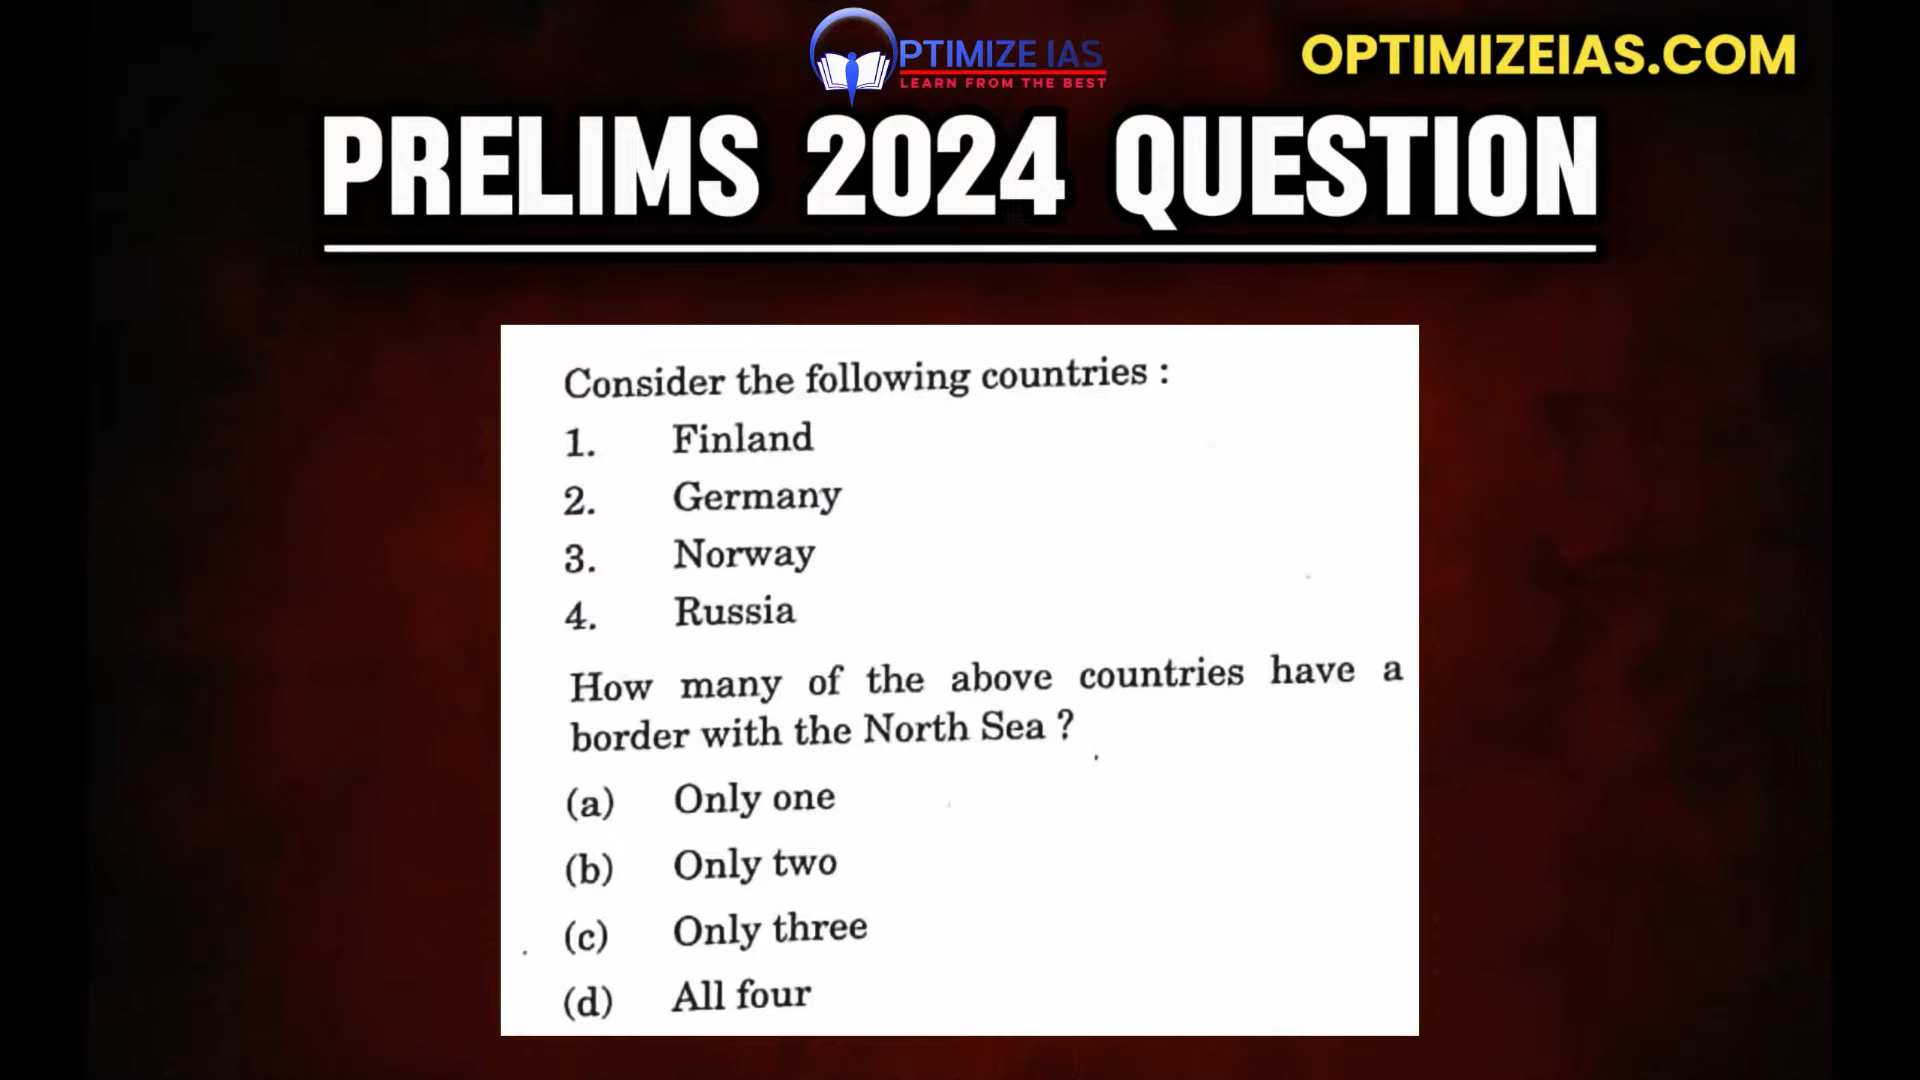 PTIMIZE IAS
LEARN FROM THE BEST
OPTIMIZEIAS.COM
PRELIMS 2024 QUESTION
Consider the following countries :
1. Finland
2. Germany
3. Norway
4. Russia
How many of the above countries have a
border with the North Sea ?
(a) Only one
(b) Only two
(c) Only three
(d) All four